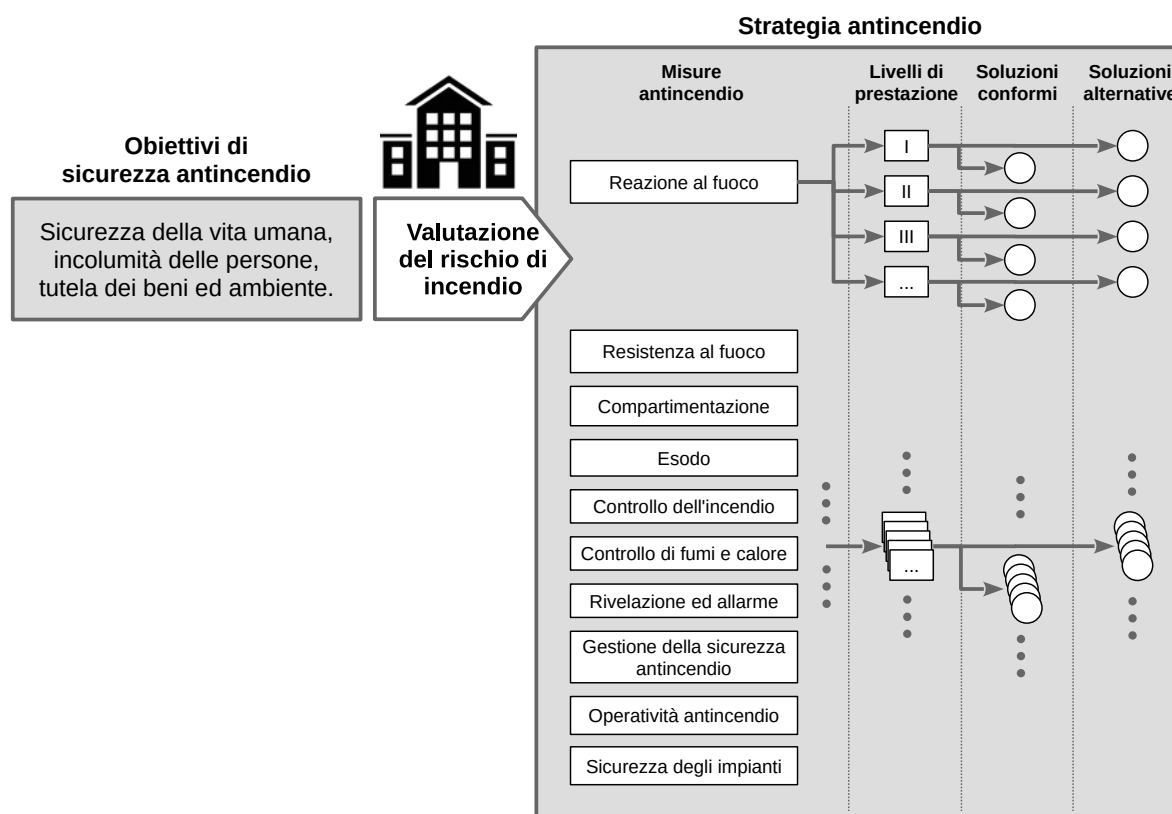 Strategia antincendio
Obiettivi di
sicurezza antincendio
Sicurezza della vita umana,
incolumità delle persone,
tutela dei beni ed ambiente.
Valutazione
del rischio di
incendio
Misure
antincendio
Livelli di
prestazione
Soluzioni
conformi
Soluzioni
alternative
Reazione al fuoco
I
II
III
...
Resistenza al fuoco
Compartimentazione
Esodo
Controllo dell'incendio
Controllo di fumi e calore
...
Rivelazione ed allarme
Gestione della sicurezza
antincendio
Operatività antincendio
Sicurezza degli impianti